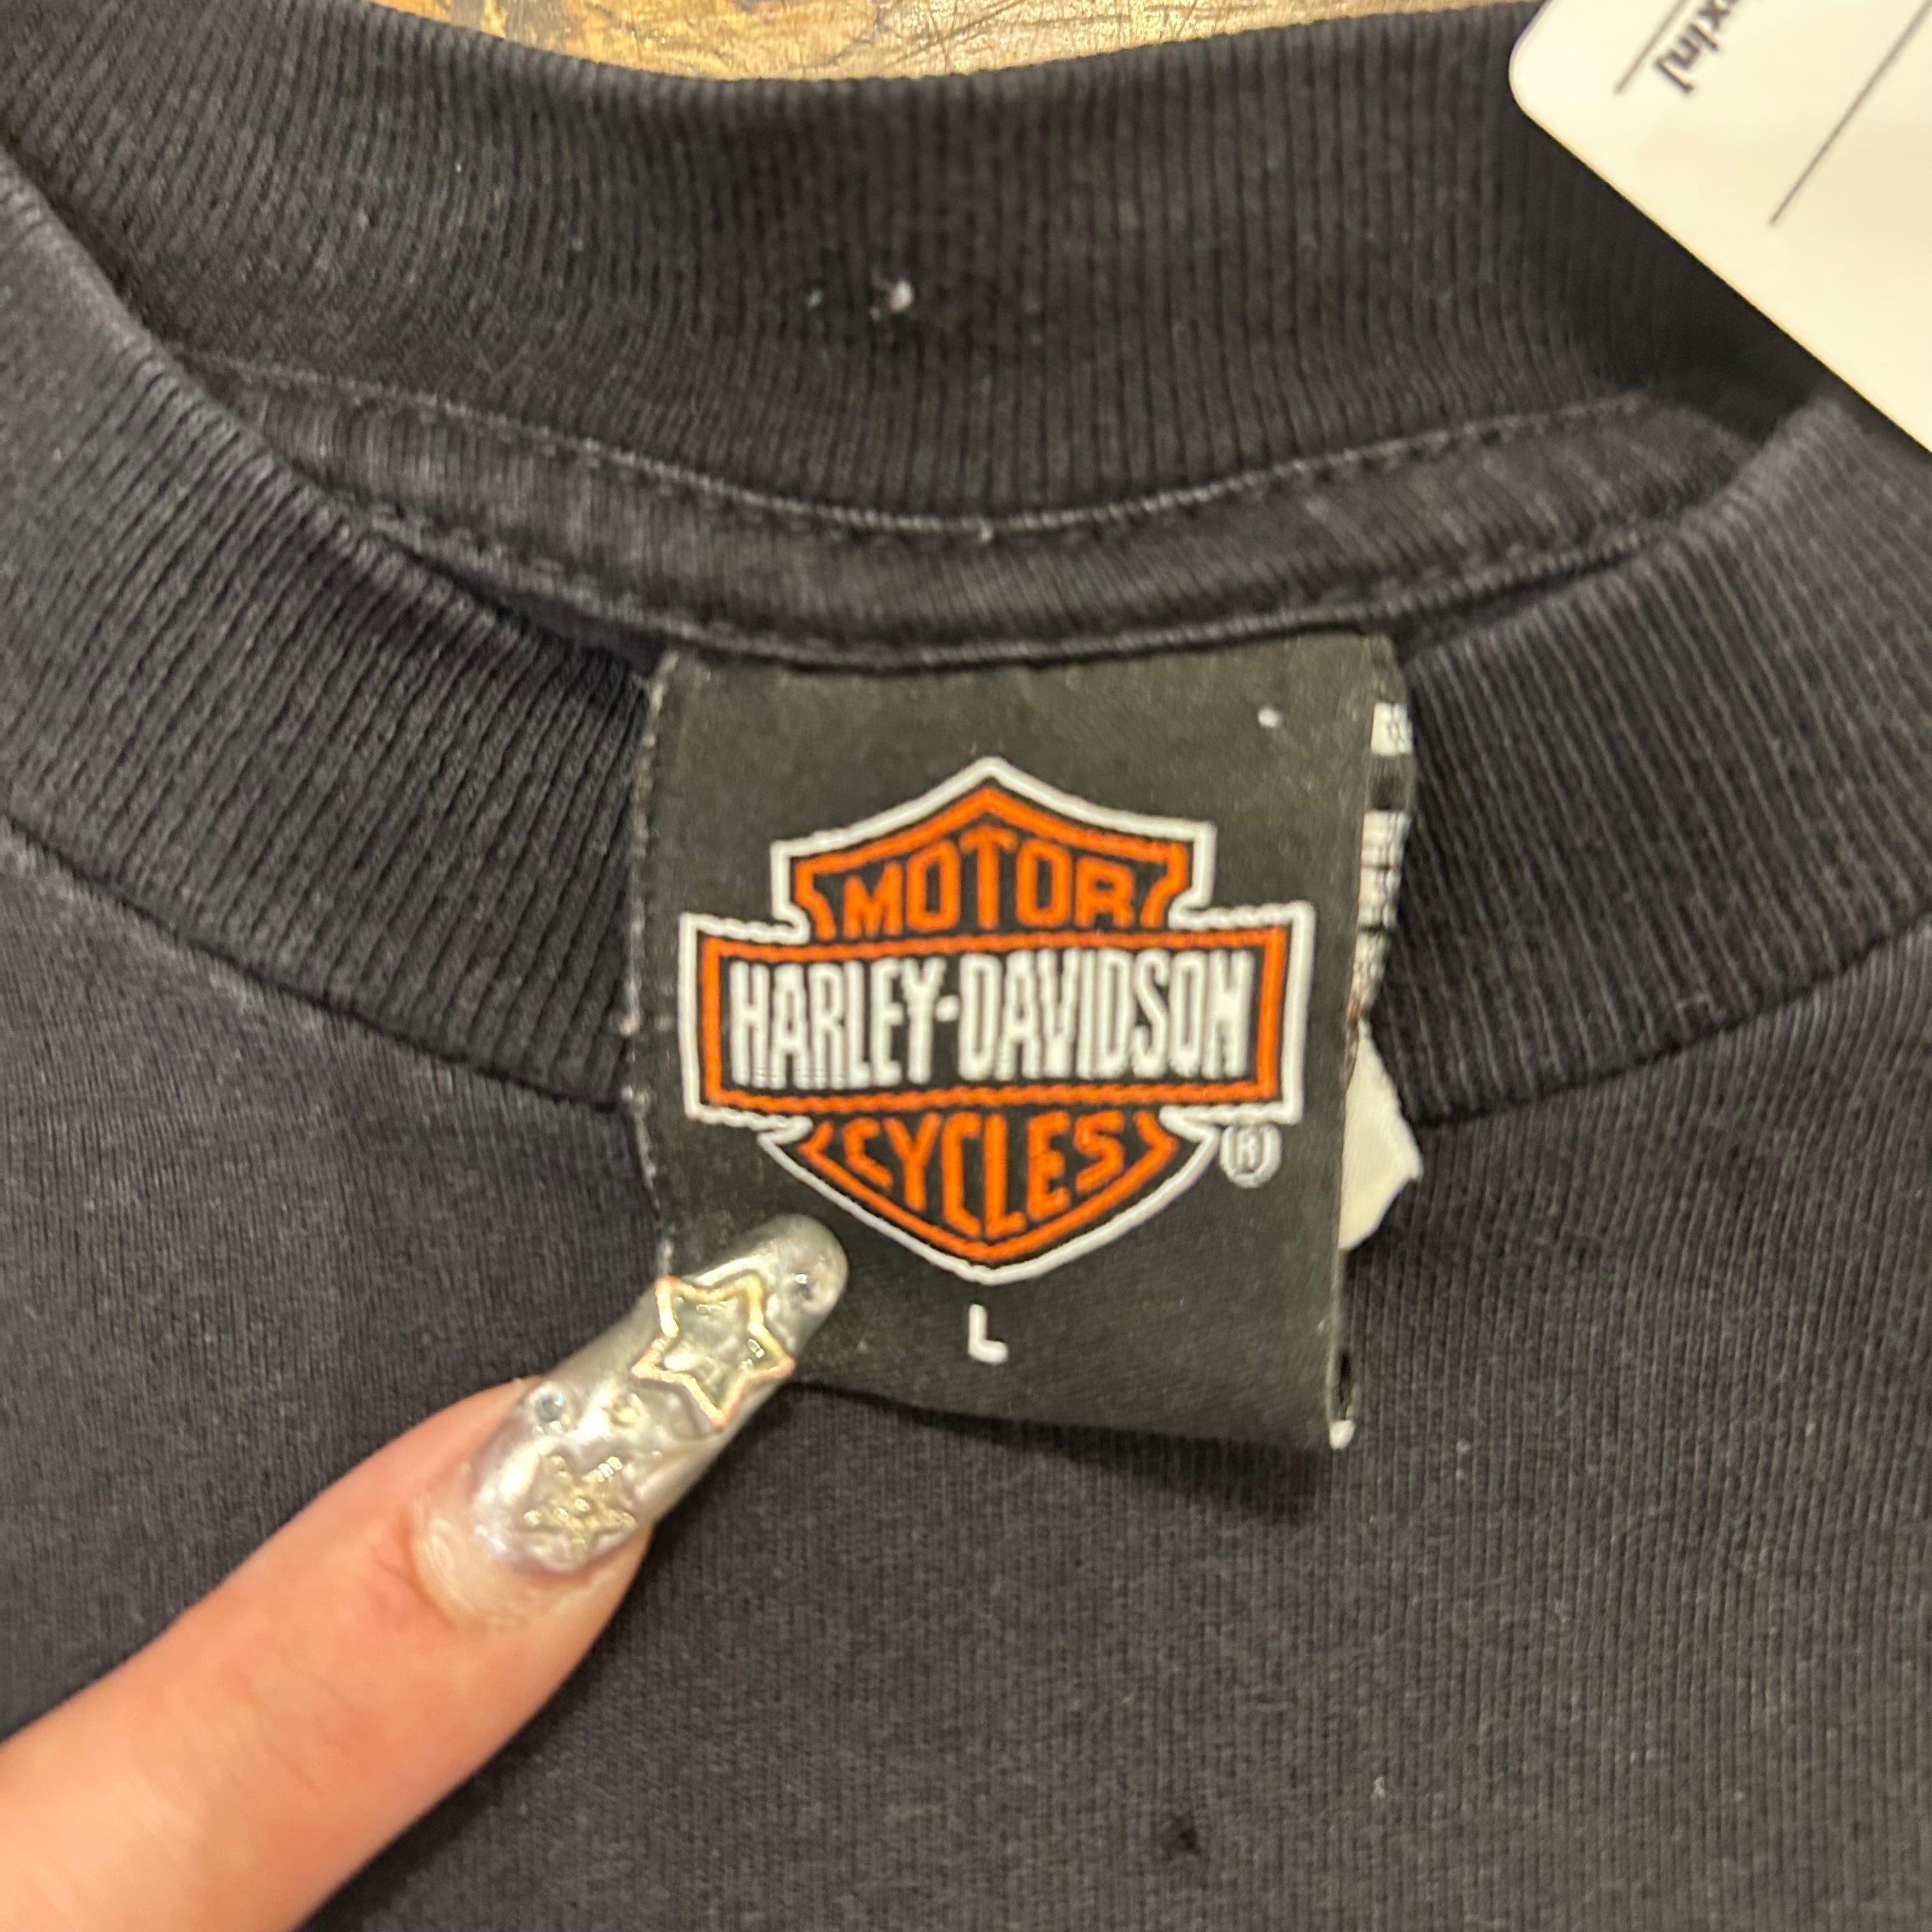 MOTOR
HARLEY-DAVIDSON
CYCLES
®
L